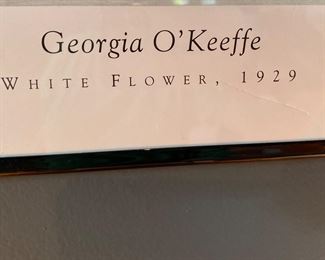 Georgia O'Keeffe
WHITE FLOWER, 1929